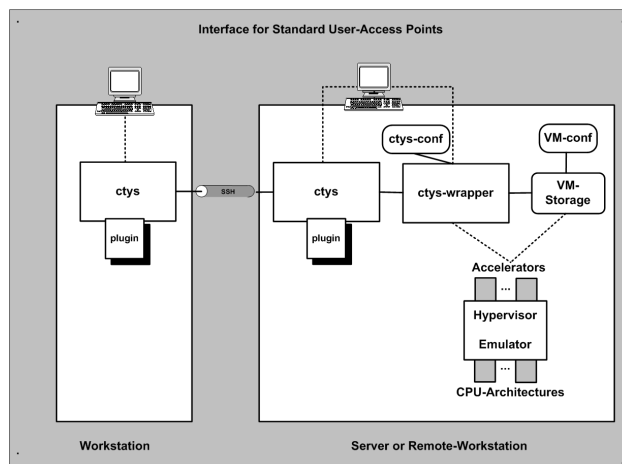 Interface for Standard User-Access Points
ctys-conf
VM-conf
ctys
SSH
ctys
ctys-wrapper
VM-
Storage
plugin
plugin
Accelerators
...
Hypervisor
Emulator
...
CPU-Architectures
Workstation
Server or Remote-Workstation